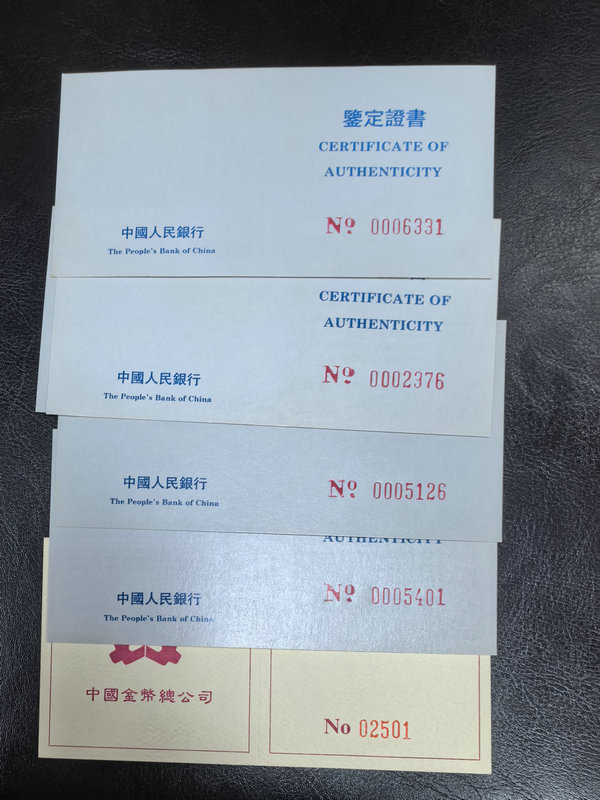 鑒定證書
CERTIFICATE OF
AUTHENTICITY
中國人民銀行
The People's Bank of China
No 0006331
CERTIFICATE OF
AUTHENTICITY
中國人民銀行
The People's Bank of China
No 0002376
中國人民銀行
The People's Bank of China
No 0005126
AUTHENTICITY
中國人民銀行
The People's Bank of China
No 0005401
中國金幣總公司
No 02501